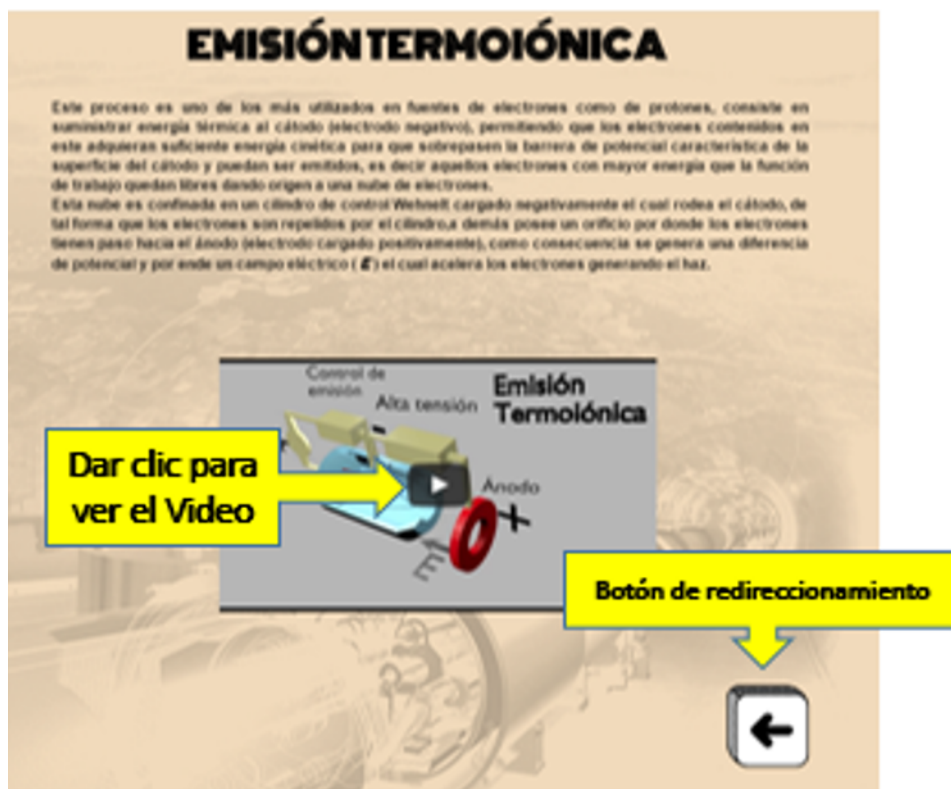 EMISIÓN TERMOIÓNICA
Este proceso es uno de los más utilizados en fuentes de electrones como de protones, consiste en
suministrar energía térmica al cátodo (electrodo negativo), permitiendo que los electrones contenidos en
este adquieran suficiente energía cinética para que sobrepasen la barrera de potencial característica de la
superficie del cátodo y puedan ser emitidos, es decir aquellos electrones con mayor energía que la función
de trabajo quedan libres dando origen a una nube de electrones.
Esta nube es confinada en un cilindro de control Wehnelt cargado negativamente el cual rodea el cátodo, de
tal forma que los electrones son repelidos por el cilindro,a demás posee un orificio por donde los electrones
tienen paso hacia el ánodo (electrodo cargado positivamente), como consecuencia se genera una diferencia
de potencial y por ende un campo eléctrico ( E ) el cual acelera los electrones generando el haz.
Control de
emisión
Alta tensión
Emisión
Termoiónica
-
Dar clic para
ver el Video
Ánodo
+
E
Botón de redireccionamiento